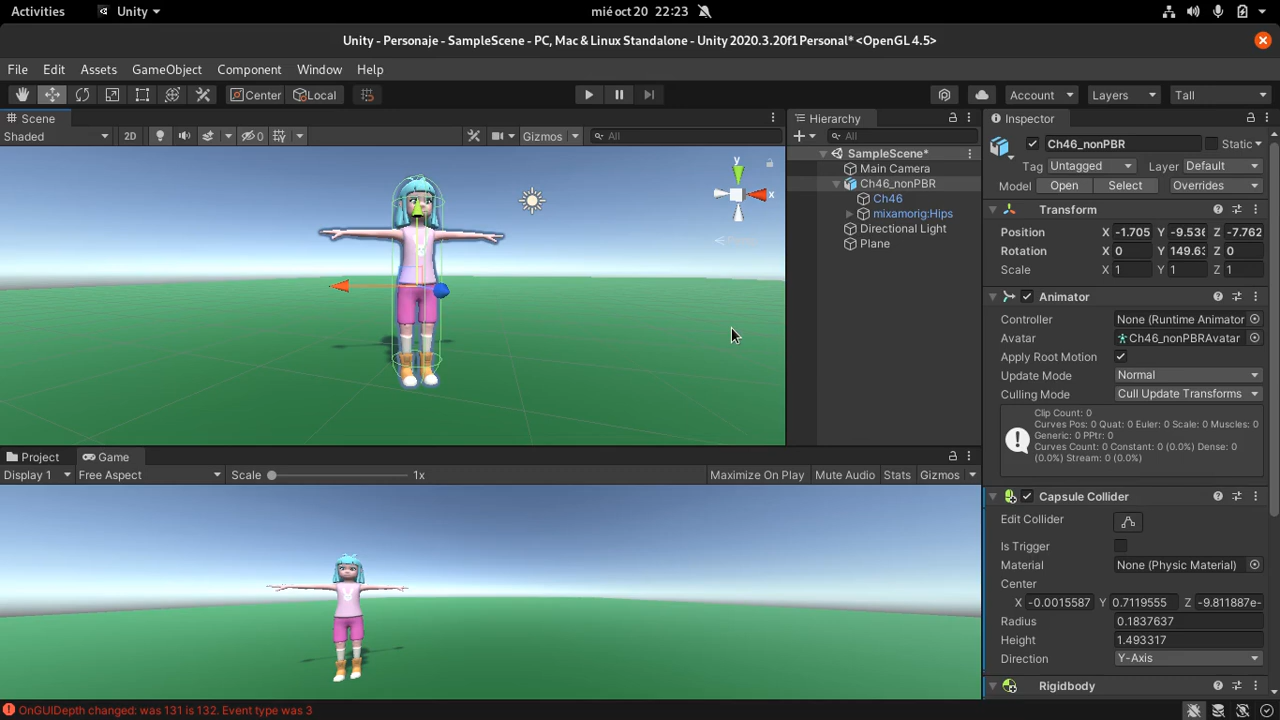 Activities Unity mié oct 20 22:23
Unity - Personaje - SampleScene - PC, Mac & Linux Standalone - Unity 2020.3.20f1 Personal* <OpenGL 4.5>
File Edit Assets GameObject Component Window Help
Center Local Account Layers Tall
Scene
Shaded 2D 0 Gizmos All
y
x
Hierarchy
All
SampleScene*
Main Camera
Ch46_nonPBR
Ch46
mixamorig:Hips
Directional Light
Plane
Inspector
Ch46_nonPBR Static
Tag Untagged Layer Default
Model Open Select Overrides
Transform
Position X -1.705 Y -9.536 Z -7.762
Rotation X 0 Y 149.63 Z 0
Scale X 1 Y 1 Z 1
Animator
Controller None (Runtime Animator
Avatar Ch46_nonPBRAvatar
Apply Root Motion
Update Mode Normal
Culling Mode Cull Update Transforms
Clip Count: 0
Curves Pos: 0 Quat: 0 Euler: 0 Scale: 0 Muscles: 0
Generic: 0 PPtr: 0
Curves Count: 0 Constant: 0 (0.0%) Dense: 0
(0.0%) Stream: 0 (0.0%)
Capsule Collider
Edit Collider
Is Trigger
Material None (Physic Material)
Center
X -0.0015587 Y 0.7119555 Z -9.811887e-
Radius 0.1837637
Height 1.493317
Direction Y-Axis
Rigidbody
Project Game
Display 1 Free Aspect Scale 1x Maximize On Play Mute Audio Stats Gizmos
OnGUIDepth changed: was 131 is 132. Event type was 3